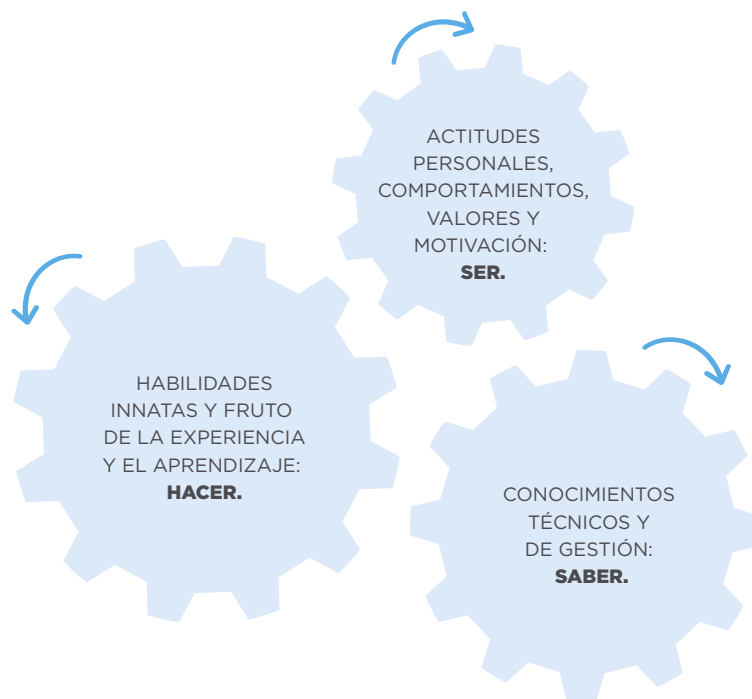 ACTITUDES
PERSONALES,
COMPORTAMIENTOS,
VALORES Y
MOTIVACIÓN:
SER.
HABILIDADES
INNATAS Y FRUTO
DE LA EXPERIENCIA
Y EL APRENDIZAJE:
HACER.
CONOCIMIENTOS
TÉCNICOS Y
DE GESTIÓN:
SABER.